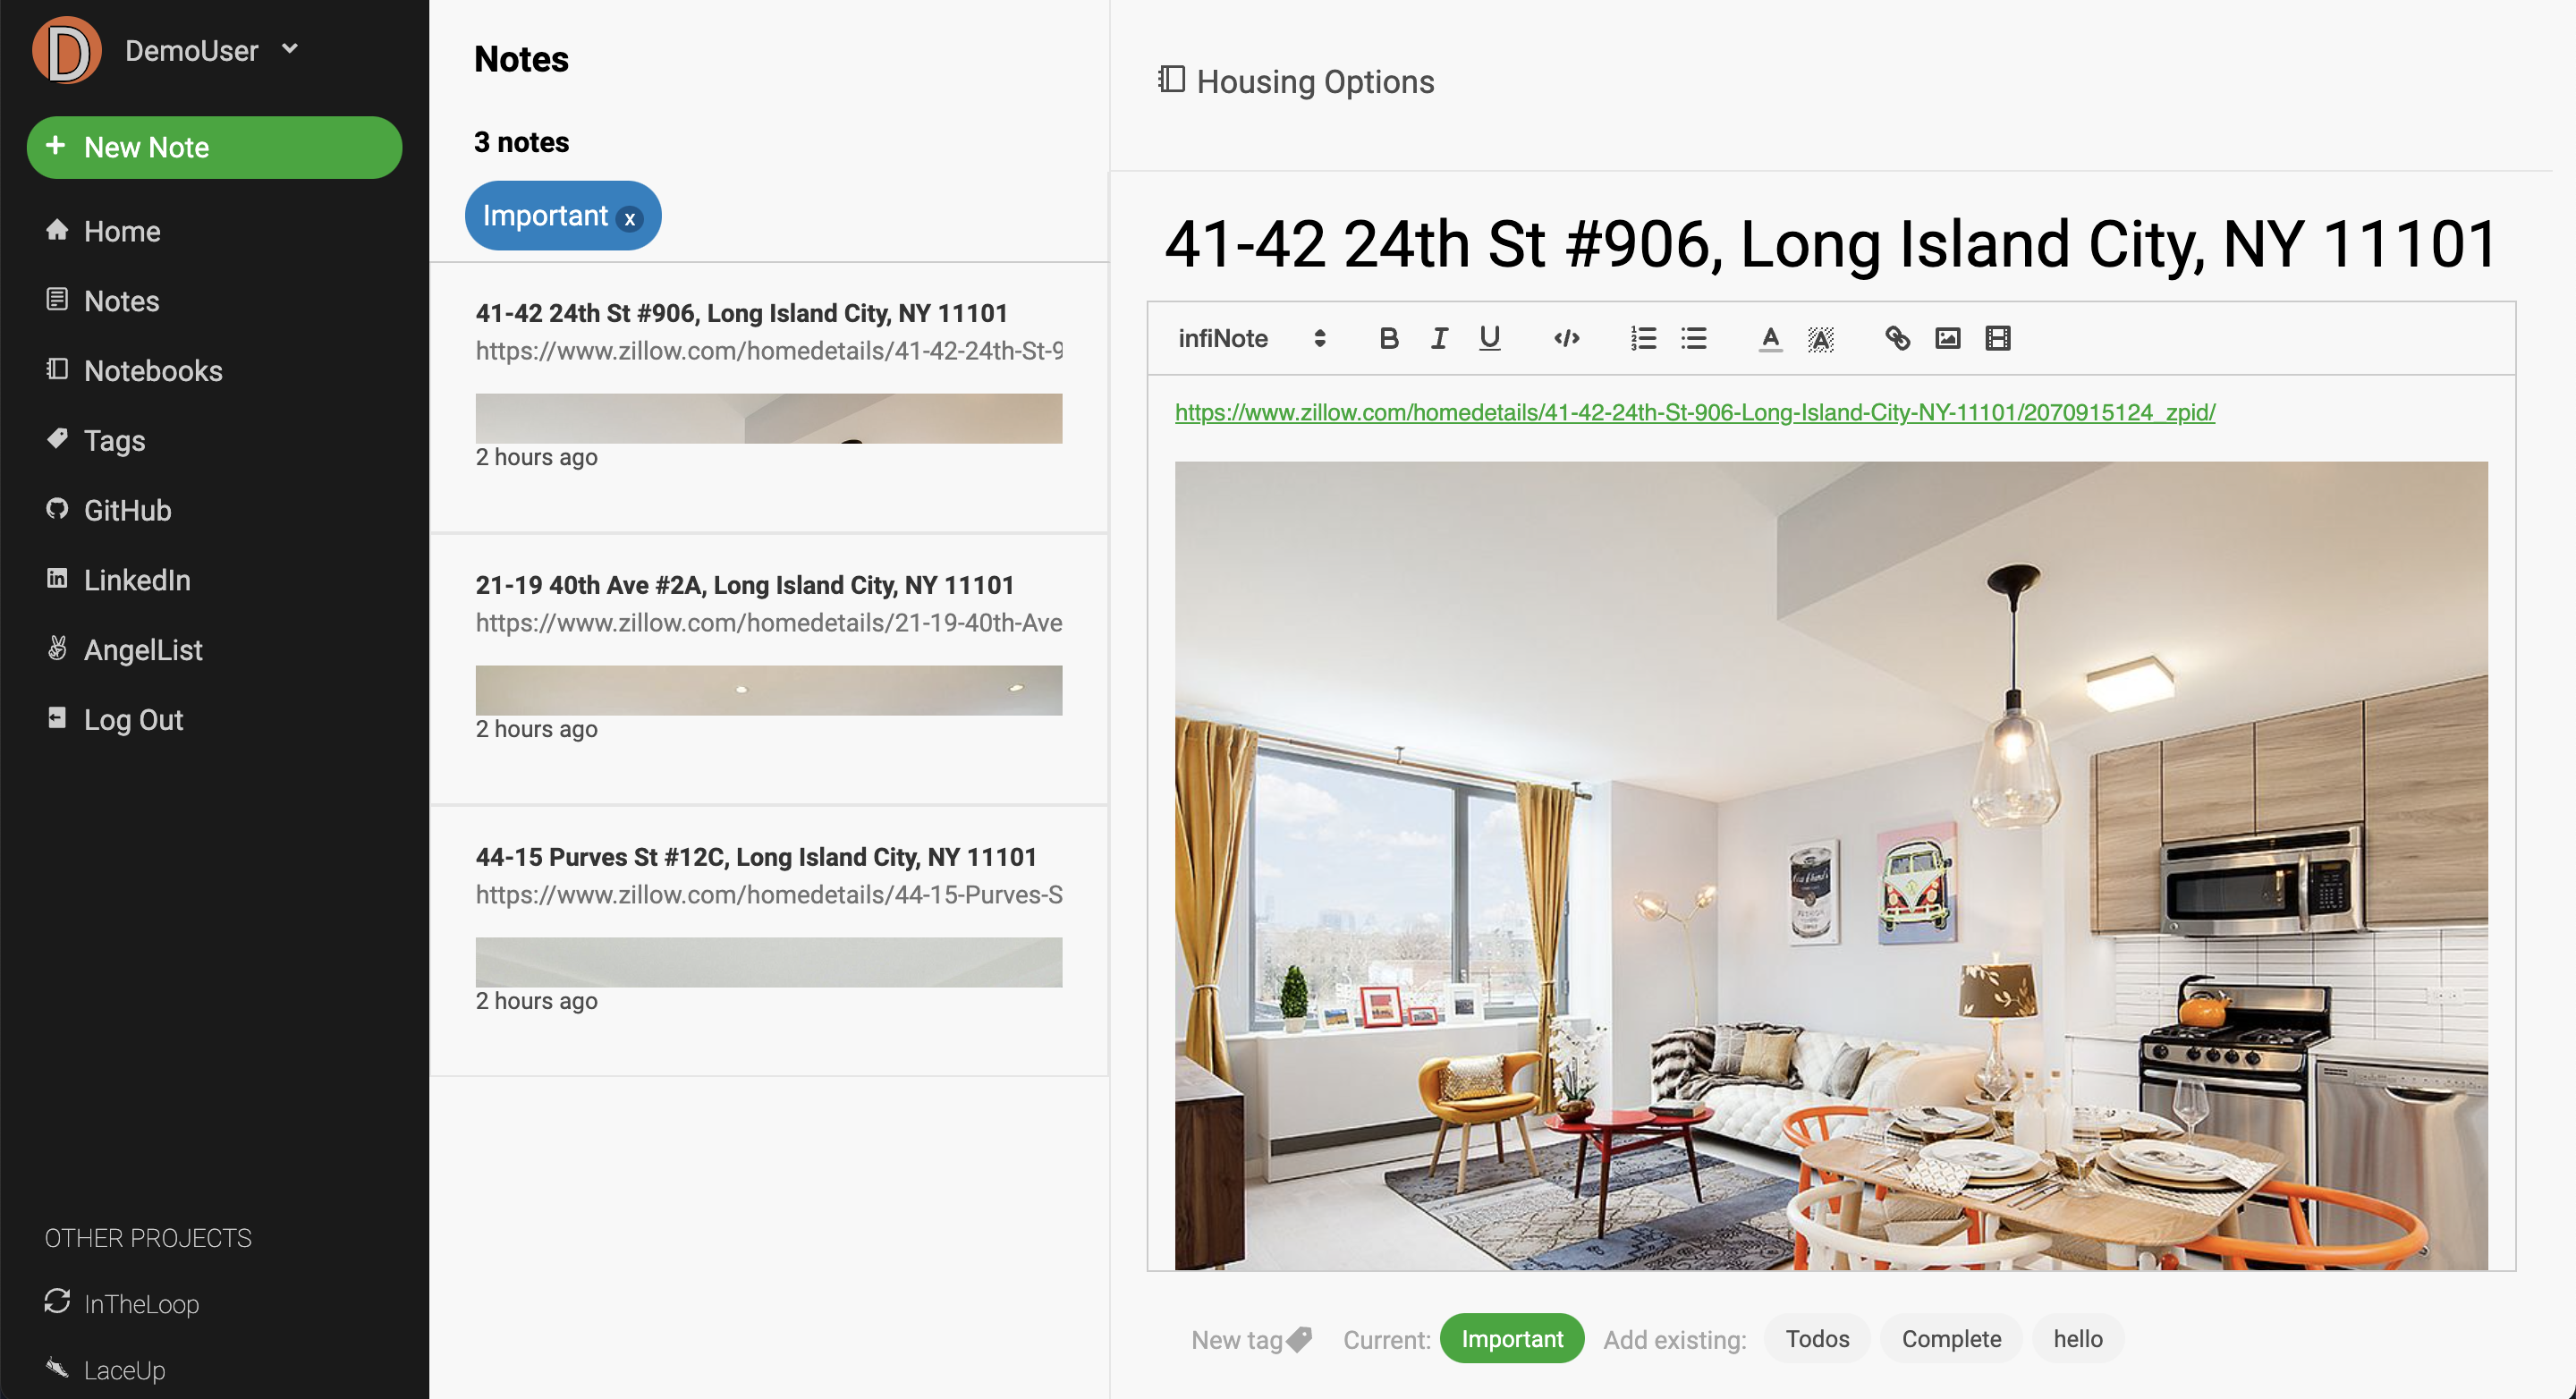 D DemoUser
+ New Note
Home
Notes
Notebooks
Tags
GitHub
LinkedIn
AngelList
Log Out
OTHER PROJECTS
InTheLoop
LaceUp
Notes
3 notes
Important x
41-42 24th St #906, Long Island City, NY 11101
https://www.zillow.com/homedetails/41-42-24th-St-9
2 hours ago
21-19 40th Ave #2A, Long Island City, NY 11101
https://www.zillow.com/homedetails/21-19-40th-Ave
2 hours ago
44-15 Purves St #12C, Long Island City, NY 11101
https://www.zillow.com/homedetails/44-15-Purves-S
2 hours ago
Housing Options
41-42 24th St #906, Long Island City, NY 11101
infiNote B I U </> A A
https://www.zillow.com/homedetails/41-42-24th-St-906-Long-Island-City-NY-11101/2070915124_zpid/
New tag Current: Important Add existing: Todos Complete hello